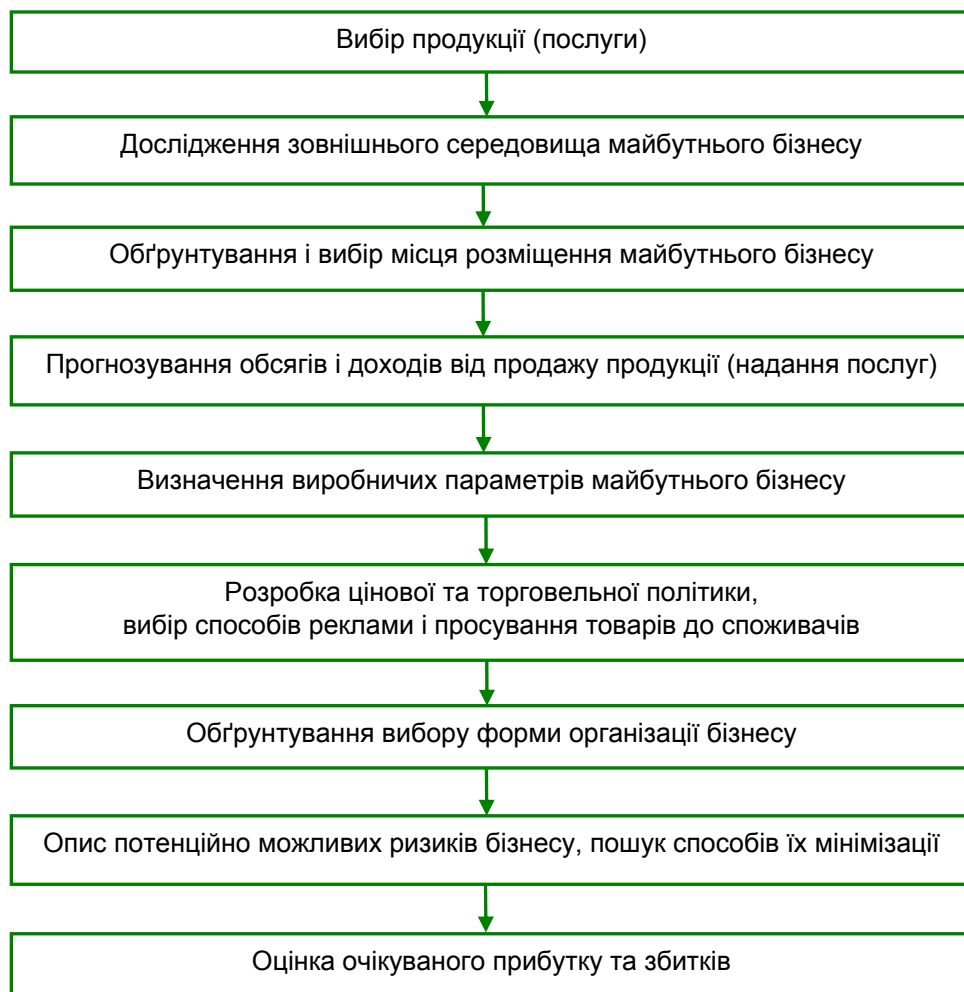 Вибір продукції (послуги)
Дослідження зовнішнього середовища майбутнього бізнесу
Обґрунтування і вибір місця розміщення майбутнього бізнесу
Прогнозування обсягів і доходів від продажу продукції (надання послуг)
Визначення виробничих параметрів майбутнього бізнесу
Розробка цінової та торговельної політики,
вибір способів реклами і просування товарів до споживачів
Обґрунтування вибору форми організації бізнесу
Опис потенційно можливих ризиків бізнесу, пошук способів їх мінімізації
Оцінка очікуваного прибутку та збитків